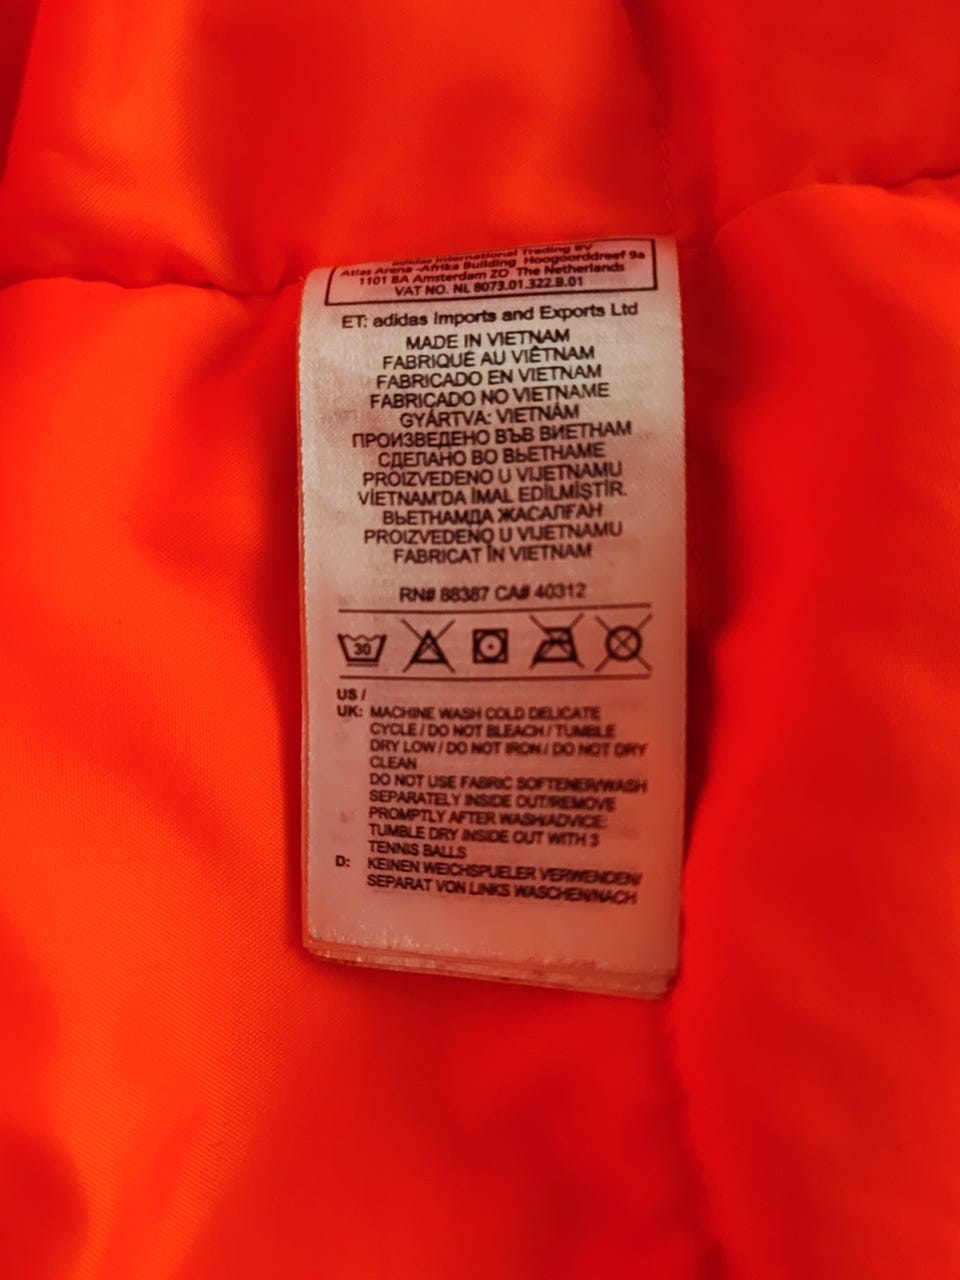 adidas International Trading BV
Atlas Arena -Afrika Building Hoogoorddreef 9a
1101 BA Amsterdam ZO The Netherlands
VAT NO. NL 8073.01.322.B.01
ET: adidas Imports and Exports Ltd
MADE IN VIETNAM
FABRIQUÉ AU VIÊTNAM
FABRICADO EN VIETNAM
FABRICADO NO VIETNAME
GYÁRTVA: VIETNÁM
ПРОИЗВЕДЕНО ВЪВ ВИЕТНАМ
СДЕЛАНО ВО ВЬЕТНАМЕ
PROIZVEDENO U VIJETNAMU
VİETNAM'DA İMAL EDİLMİŞTİR.
ВЬЕТНАМДА ЖАСАЛҒАН
PROIZVEDENO U VIJETNAMU
FABRICAT ÎN VIETNAM
RN# 88387 CA# 40312
30
US /
UK: MACHINE WASH COLD DELICATE
CYCLE / DO NOT BLEACH / TUMBLE
DRY LOW / DO NOT IRON / DO NOT DRY
CLEAN
DO NOT USE FABRIC SOFTENER/WASH
SEPARATELY INSIDE OUT/REMOVE
PROMPTLY AFTER WASH/ADVICE:
TUMBLE DRY INSIDE OUT WITH 3
TENNIS BALLS
D: KEINEN WEICHSPUELER VERWENDEN/
SEPARAT VON LINKS WASCHEN/NACH